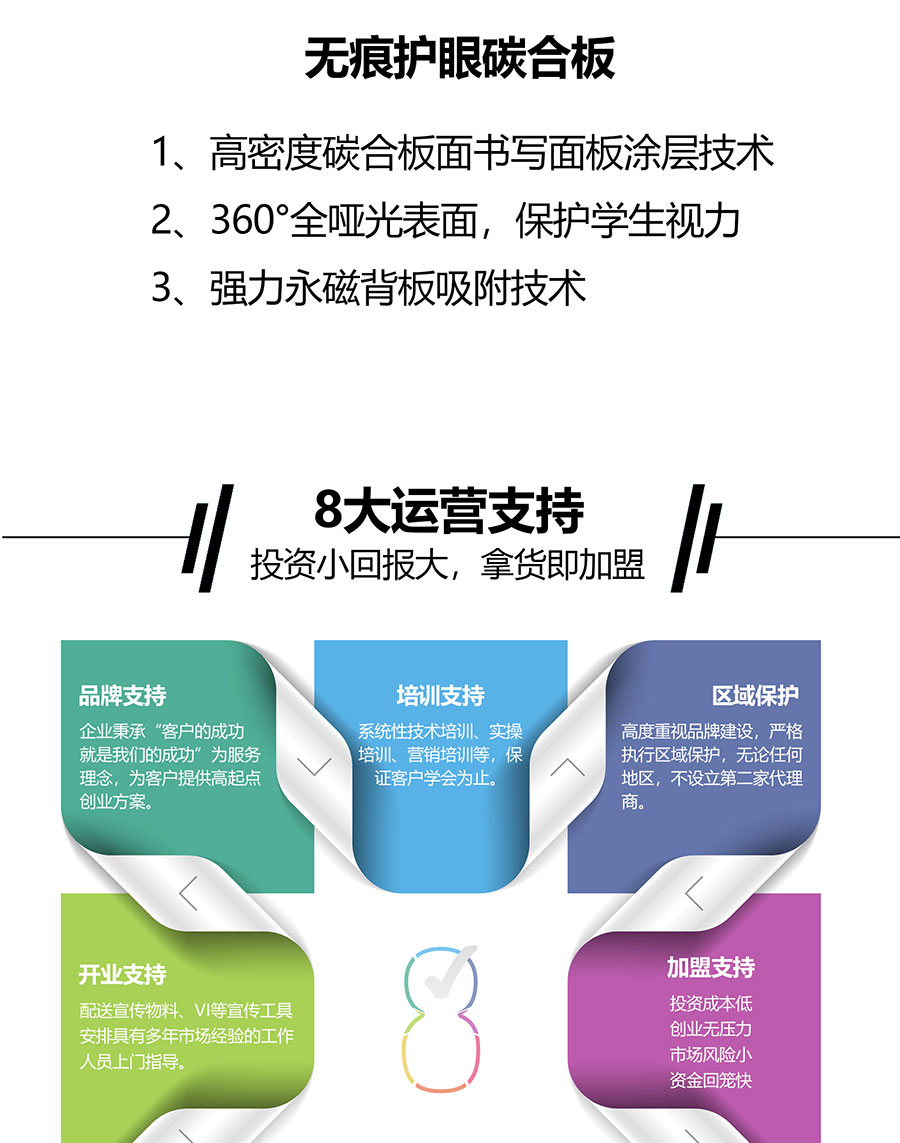 无痕护眼碳合板
1、高密度碳合板面书写面板涂层技术
2、360°全哑光表面，保护学生视力
3、强力永磁背板吸附技术
8大运营支持
投资小回报大，拿货即加盟
品牌支持
企业秉承“客户的成功
就是我们的成功”为服务
理念，为客户提供高起点
创业方案。
培训支持
系统性技术培训、实操
培训、营销培训等，保
证客户学会为止。
区域保护
高度重视品牌建设，严格
执行区域保护，无论任何
地区，不设立第二家代理
商。
开业支持
配送宣传物料、VI等宣传工具
安排具有多年市场经验的工作
人员上门指导。
8
加盟支持
投资成本低
创业无压力
市场风险小
资金回笼快